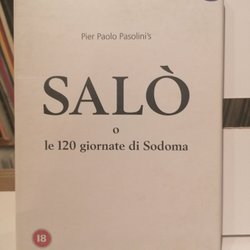 Pier Paolo Pasolini's
SALÒ
o
le 120 giornate di Sodoma
18